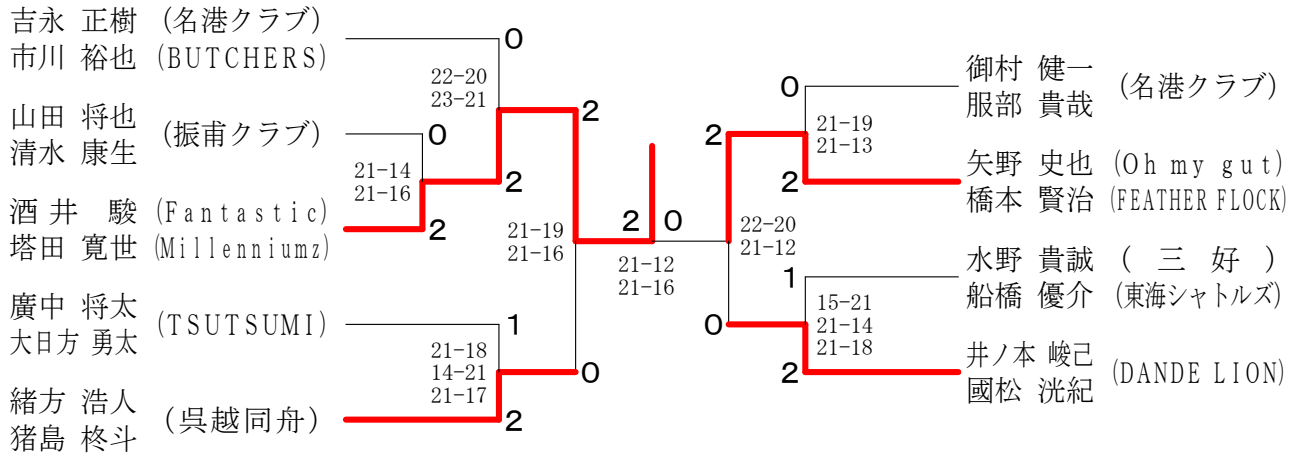 吉永 正樹 (名港クラブ)
市川 裕也 (BUTCHERS)
0
22-20
23-21
山田 将也
清水 康生
(振甫クラブ)
0
21-14
21-16
2
2
酒井 駿 (Fantastic)
塔田 寛世 (Millenniumz)
2
21-19
21-16
2
0
21-12
21-16
廣中 将太
大日方 勇太
(TSUTSUMI)
1
21-18
14-21
21-17
0
緒方 浩人
猪島 柊斗
(呉越同舟)
2
御村 健一
服部 貴哉
(名港クラブ)
0
21-19
21-13
2
矢野 史也 (Oh my gut)
橋本 賢治 (FEATHER FLOCK)
2
22-20
21-12
水野 貴誠 (三好)
船橋 優介 (東海シャトルズ)
1
15-21
21-14
21-18
0
井ノ本 峻己
國松 洸紀
(DANDE LION)
2